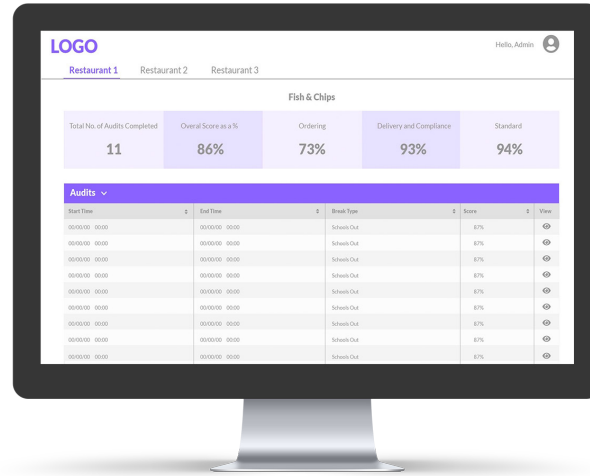 LOGO
Hello, Admin
Restaurant 1 Restaurant 2 Restaurant 3
Fish & Chips
Total No. of Audits Completed Overal Score as a % Ordering Delivery and Compliance Standard
11 86% 73% 93% 94%
Audits
Start Time End Time Break Type Score View
00/00/00 00:00 00/00/00 00:00 Schools Out 87%
00/00/00 00:00 00/00/00 00:00 Schools Out 87%
00/00/00 00:00 00/00/00 00:00 Schools Out 87%
00/00/00 00:00 00/00/00 00:00 Schools Out 87%
00/00/00 00:00 00/00/00 00:00 Schools Out 87%
00/00/00 00:00 00/00/00 00:00 Schools Out 87%
00/00/00 00:00 00/00/00 00:00 Schools Out 87%
00/00/00 00:00 00/00/00 00:00 Schools Out 87%
00/00/00 00:00 00/00/00 00:00 Schools Out 87%